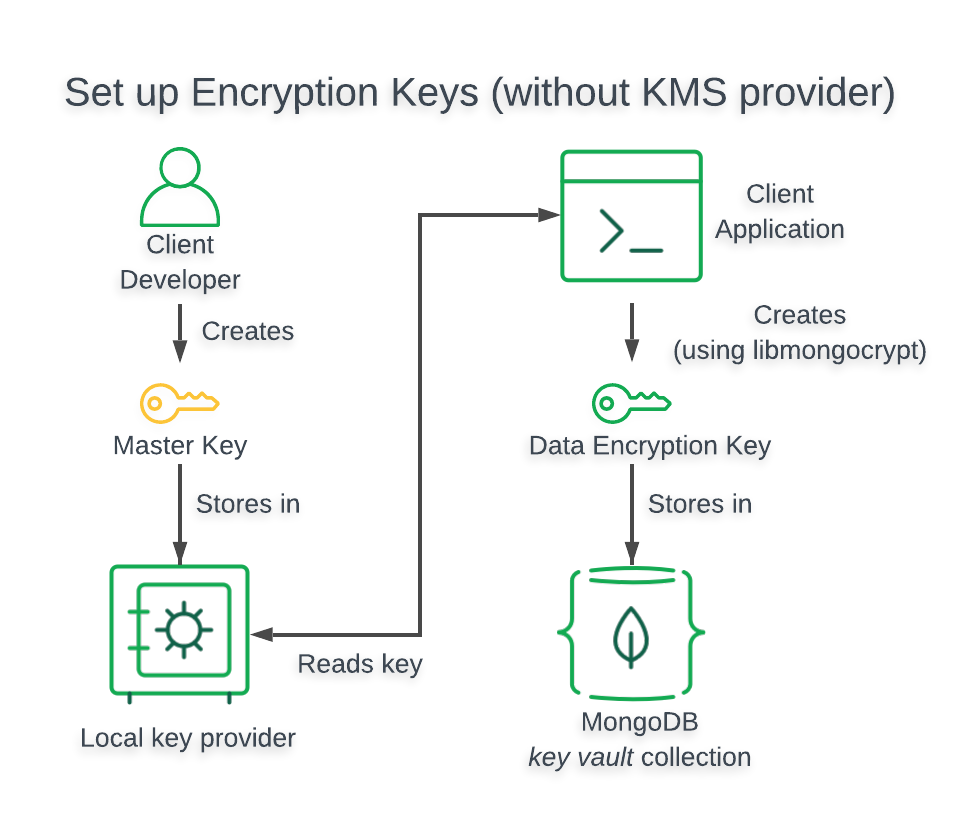 Set up Encryption Keys (without KMS provider)
Client
Developer
Creates
Master Key
Stores in
Local key provider
Reads key
Client
Application
Creates
(using libmongocrypt)
Data Encryption Key
Stores in
MongoDB
key vault collection